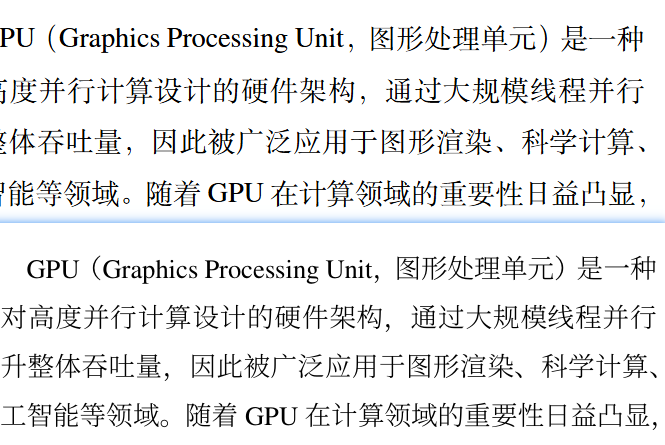 PU（Graphics Processing Unit，图形处理单元）是一种
高度并行计算设计的硬件架构，通过大规模线程并行
整体吞吐量，因此被广泛应用于图形渲染、科学计算、
智能等领域。随着 GPU 在计算领域的重要性日益凸显，
GPU（Graphics Processing Unit，图形处理单元）是一种
对高度并行计算设计的硬件架构，通过大规模线程并行
升整体吞吐量，因此被广泛应用于图形渲染、科学计算、
工智能等领域。随着 GPU 在计算领域的重要性日益凸显，